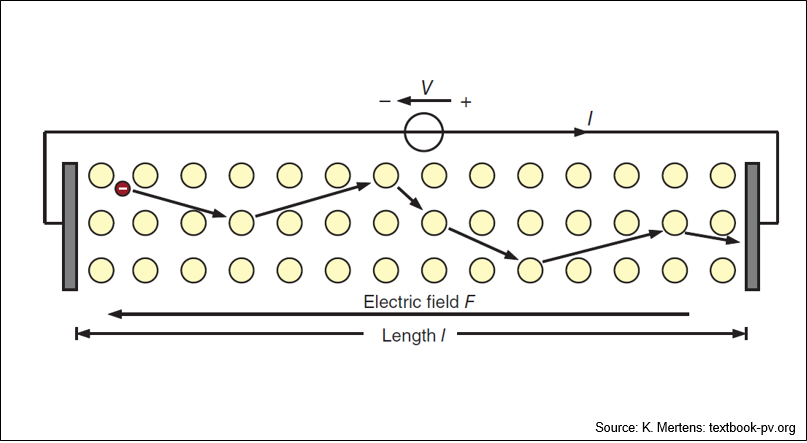 V
− +
I
−
Electric field F
Length l
Source: K. Mertens: textbook-pv.org